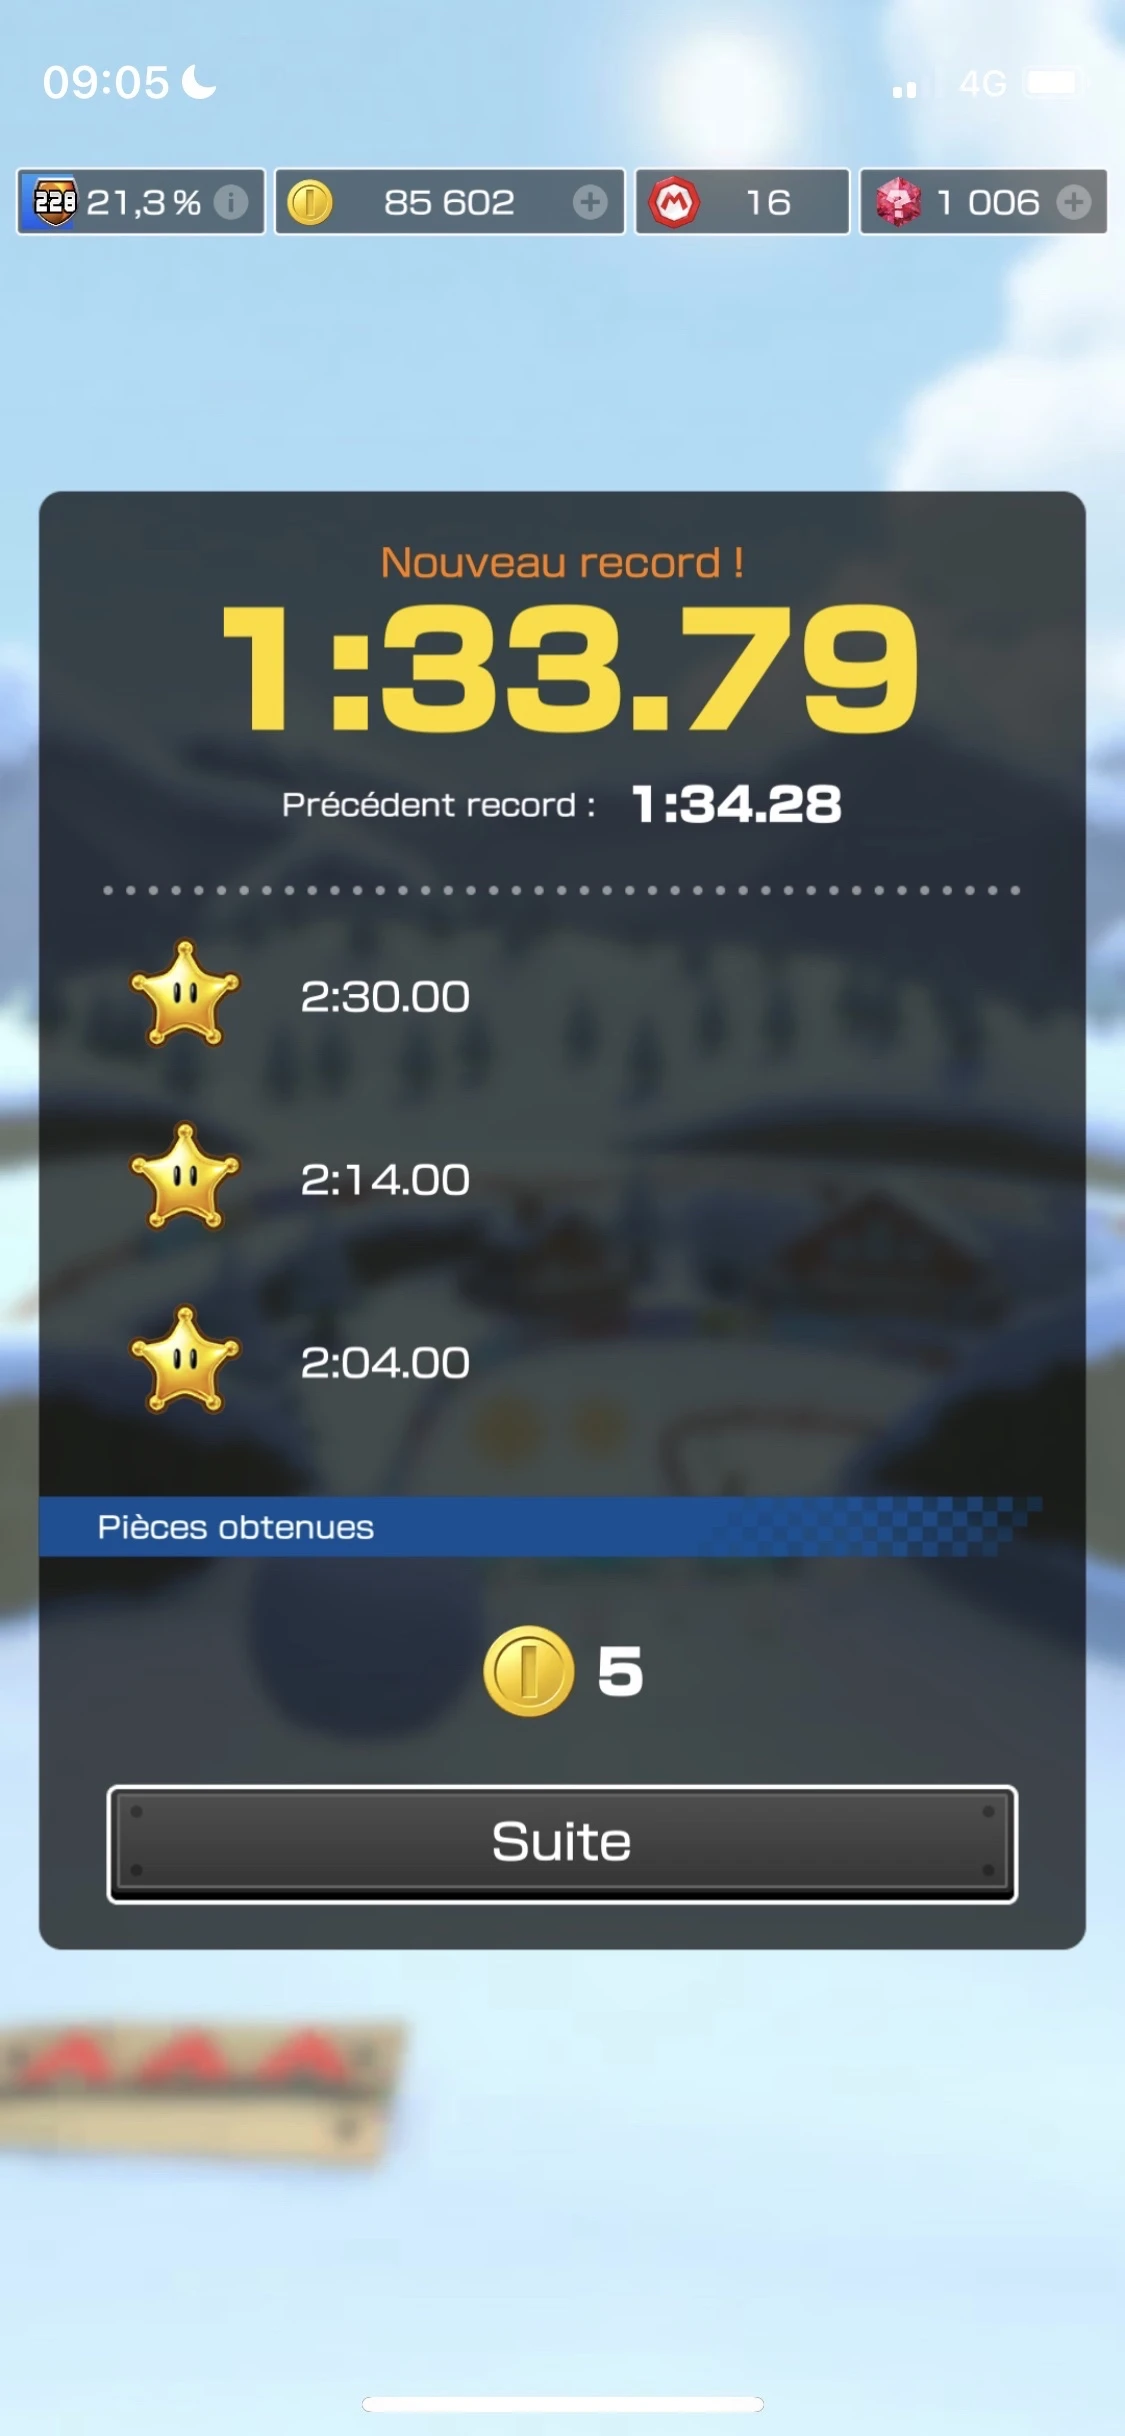 09:05
4G
228 21,3 % i 85 602 + 16 ? 1 006 +
Nouveau record !
1:33.79
Précédent record : 1:34.28
2:30.00
2:14.00
2:04.00
Pièces obtenues
5
Suite